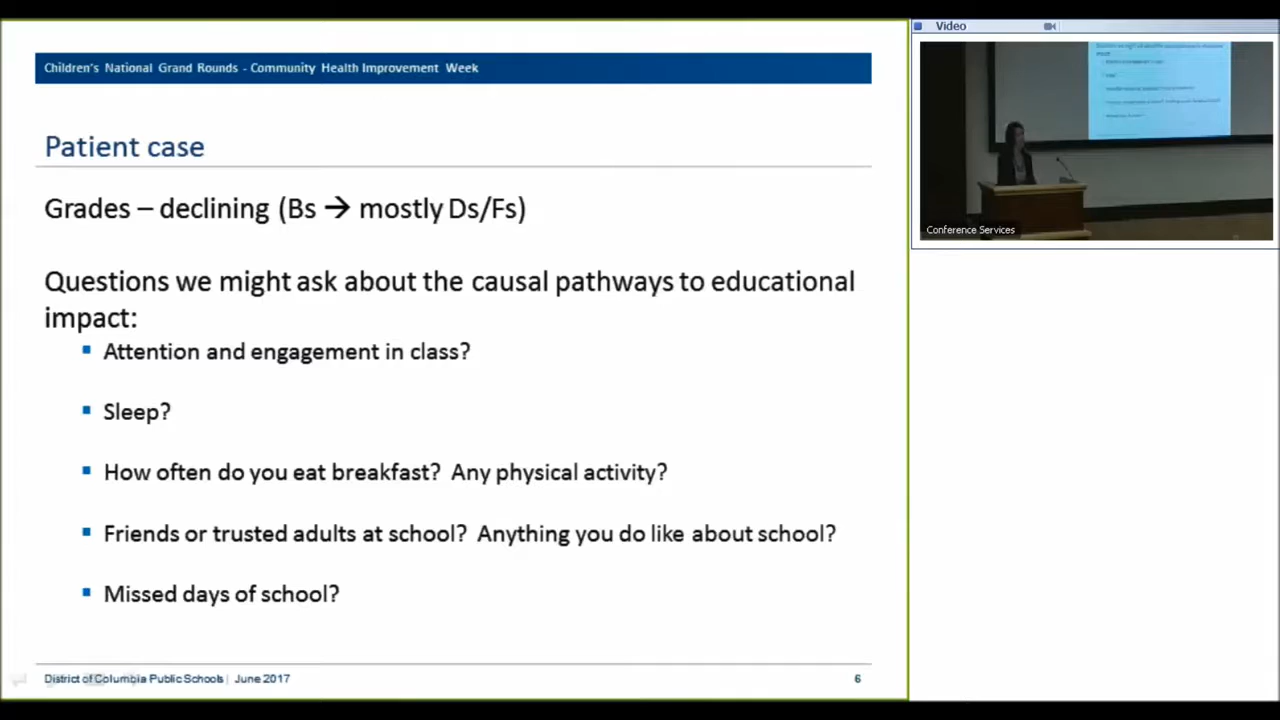 Children's National Grand Rounds - Community Health Improvement Week
Patient case
Grades – declining (Bs → mostly Ds/Fs)
Questions we might ask about the causal pathways to educational
impact:
▪ Attention and engagement in class?
▪ Sleep?
▪ How often do you eat breakfast? Any physical activity?
▪ Friends or trusted adults at school? Anything you do like about school?
▪ Missed days of school?
District of Columbia Public Schools | June 2017
6
Video
Conference Services